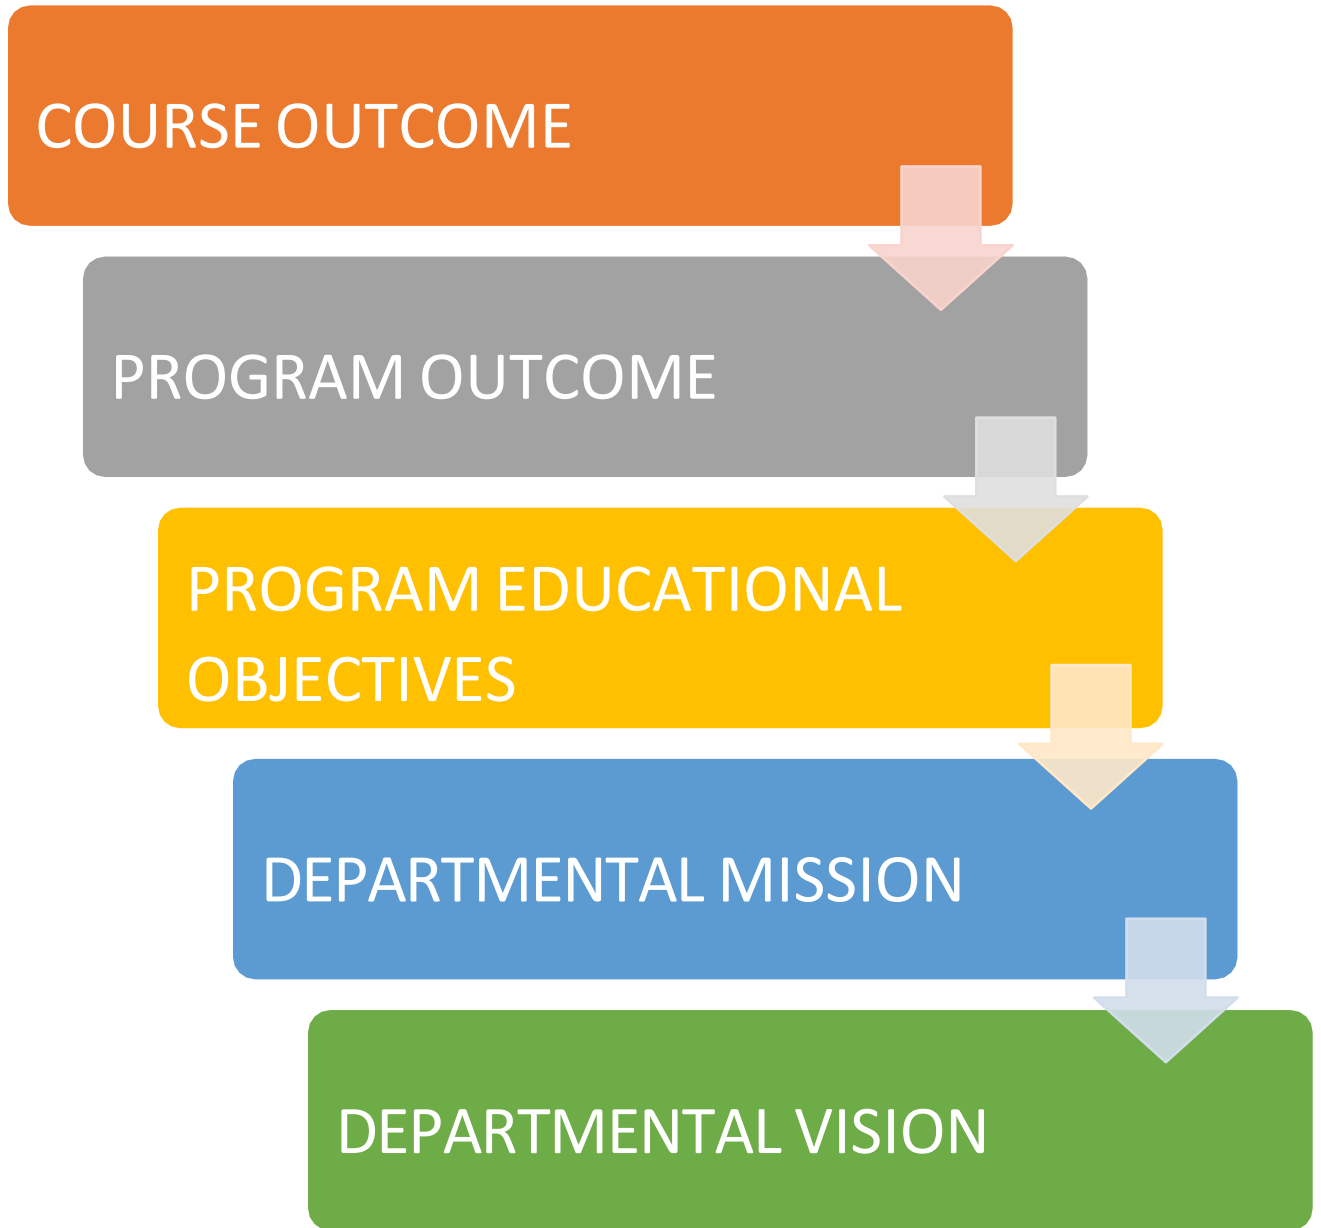 COURSE OUTCOME
PROGRAM OUTCOME
PROGRAM EDUCATIONAL
OBJECTIVES
DEPARTMENTAL MISSION
DEPARTMENTAL VISION